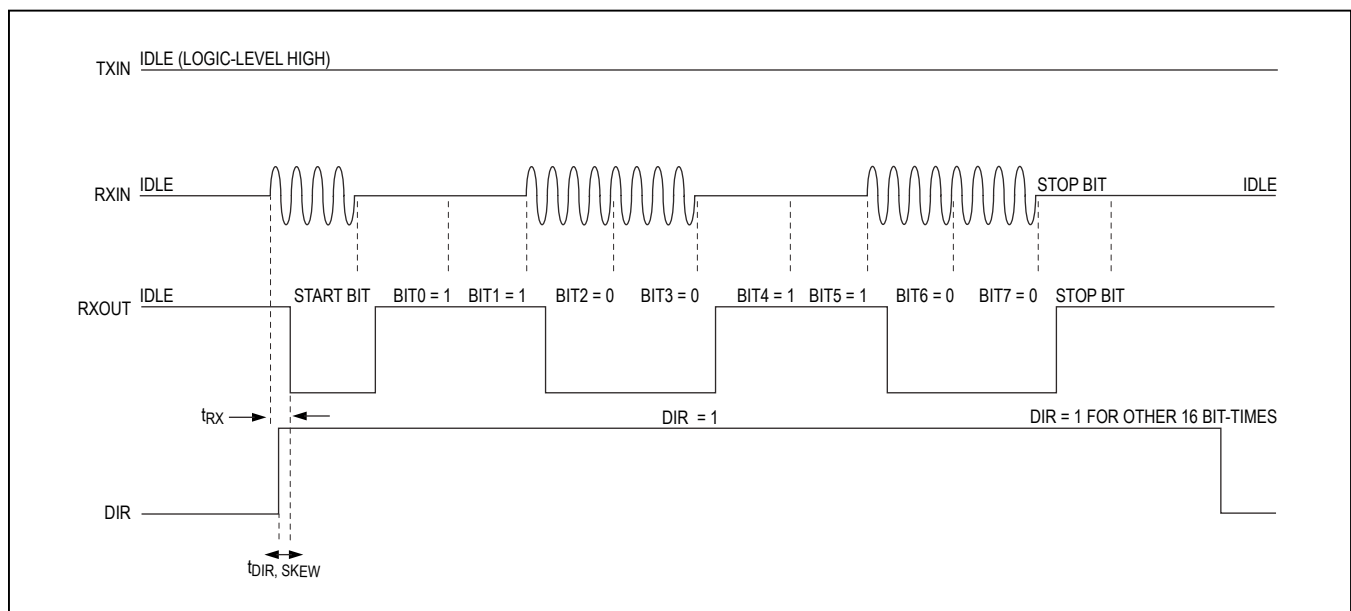 TXIN IDLE (LOGIC-LEVEL HIGH)
RXIN IDLE STOP BIT IDLE
RXOUT IDLE START BIT BIT0 = 1 BIT1 = 1 BIT2 = 0 BIT3 = 0 BIT4 = 1 BIT5 = 1 BIT6 = 0 BIT7 = 0 STOP BIT
tRX DIR = 1 DIR = 1 FOR OTHER 16 BIT-TIMES
DIR
tDIR, SKEW